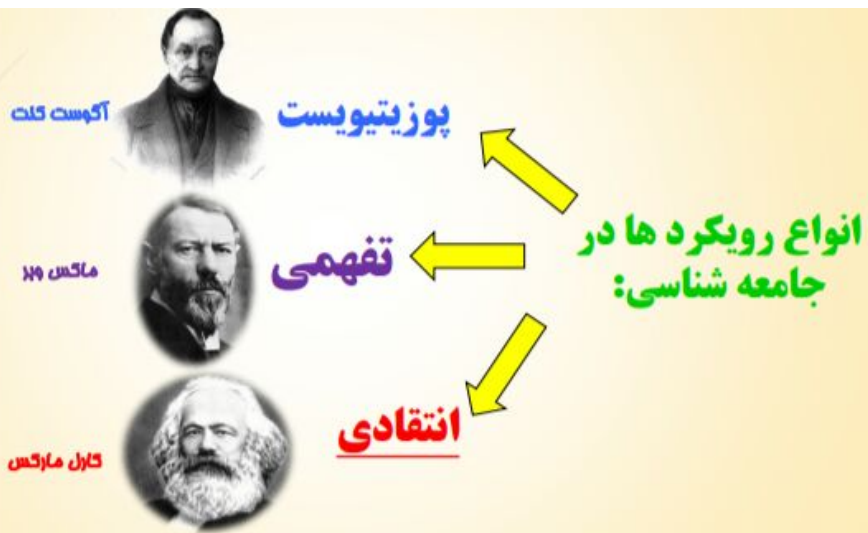 انواع رویکرد ها در
جامعه شناسی:
پوزیتیویست
آگوست کنت
تفهمی
ماکس وبر
انتقادی
کارل مارکس